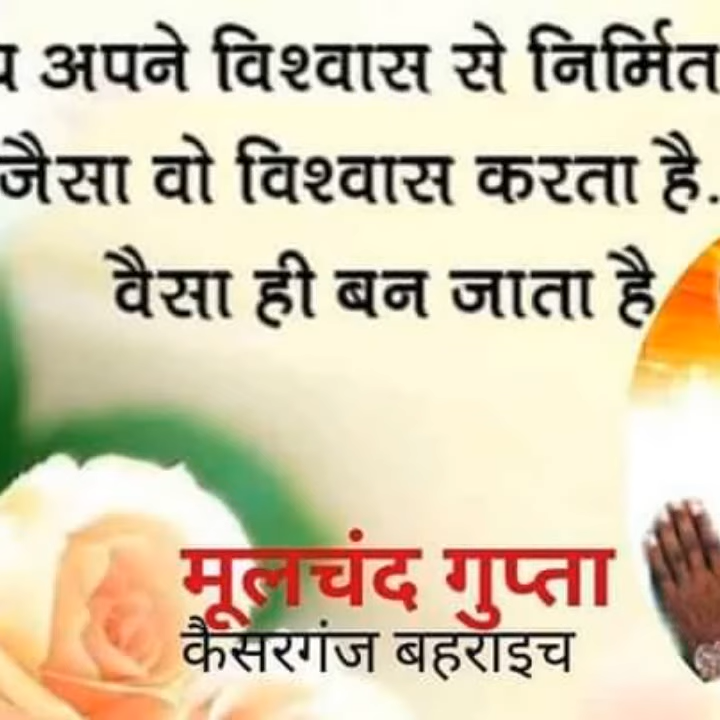 अपने विश्वास से निर्मित
जैसा वो विश्वास करता है.
वैसा ही बन जाता है
मूलचंद गुप्ता
कैसरगंज बहराइच